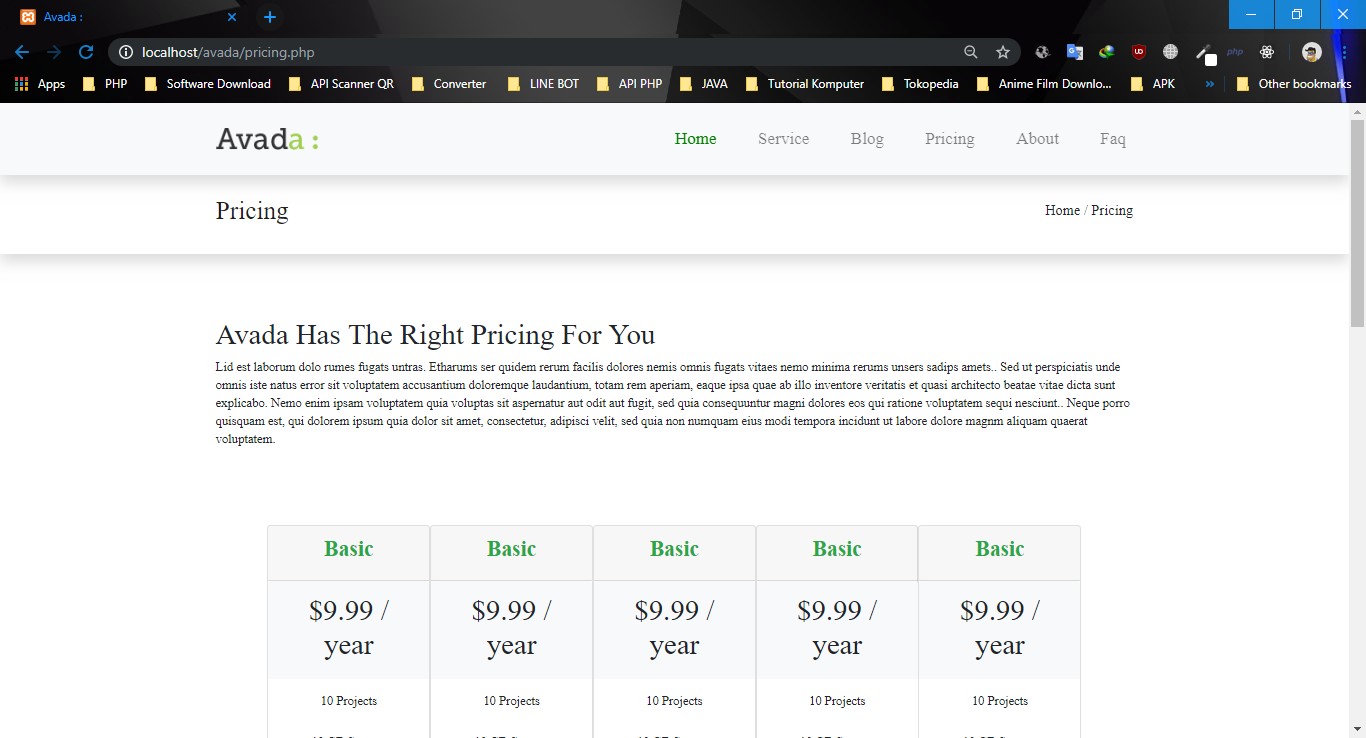 Avada :
localhost/avada/pricing.php
php
Apps PHP Software Download API Scanner QR Converter LINE BOT API PHP JAVA Tutorial Komputer Tokopedia Anime Film Downlo... APK » Other bookmarks
Avada :
Home Service Blog Pricing About Faq
Pricing
Home / Pricing
Avada Has The Right Pricing For You
Lid est laborum dolo rumes fugats untras. Etharums ser quidem rerum facilis dolores nemis omnis fugats vitaes nemo minima rerums unsers sadips amets.. Sed ut perspiciatis unde
omnis iste natus error sit voluptatem accusantium doloremque laudantium, totam rem aperiam, eaque ipsa quae ab illo inventore veritatis et quasi architecto beatae vitae dicta sunt
explicabo. Nemo enim ipsam voluptatem quia voluptas sit aspernatur aut odit aut fugit, sed quia consequuntur magni dolores eos qui ratione voluptatem sequi nesciunt.. Neque porro
quisquam est, qui dolorem ipsum quia dolor sit amet, consectetur, adipisci velit, sed quia non numquam eius modi tempora incidunt ut labore dolore magnm aliquam quaerat
voluptatem.
Basic Basic Basic Basic Basic
$9.99 / $9.99 / $9.99 / $9.99 / $9.99 /
year year year year year
10 Projects 10 Projects 10 Projects 10 Projects 10 Projects